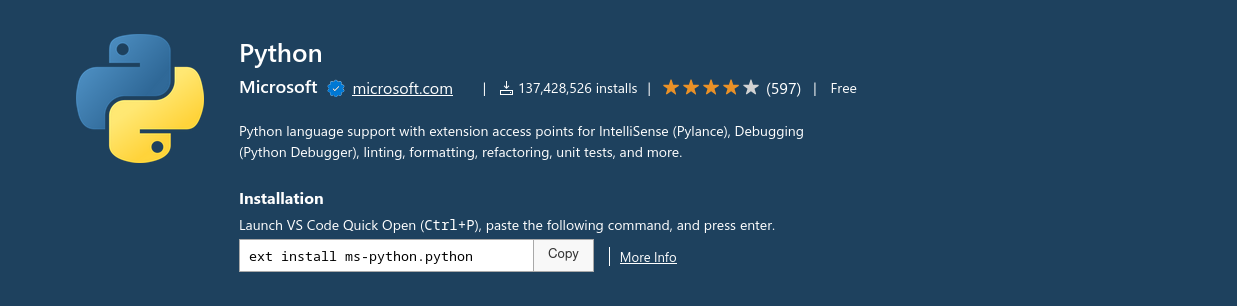 Python
Microsoft microsoft.com | 137,428,526 installs | (597) | Free
Python language support with extension access points for IntelliSense (Pylance), Debugging
(Python Debugger), linting, formatting, refactoring, unit tests, and more.
Installation
Launch VS Code Quick Open (Ctrl+P), paste the following command, and press enter.
ext install ms-python.python Copy | More Info